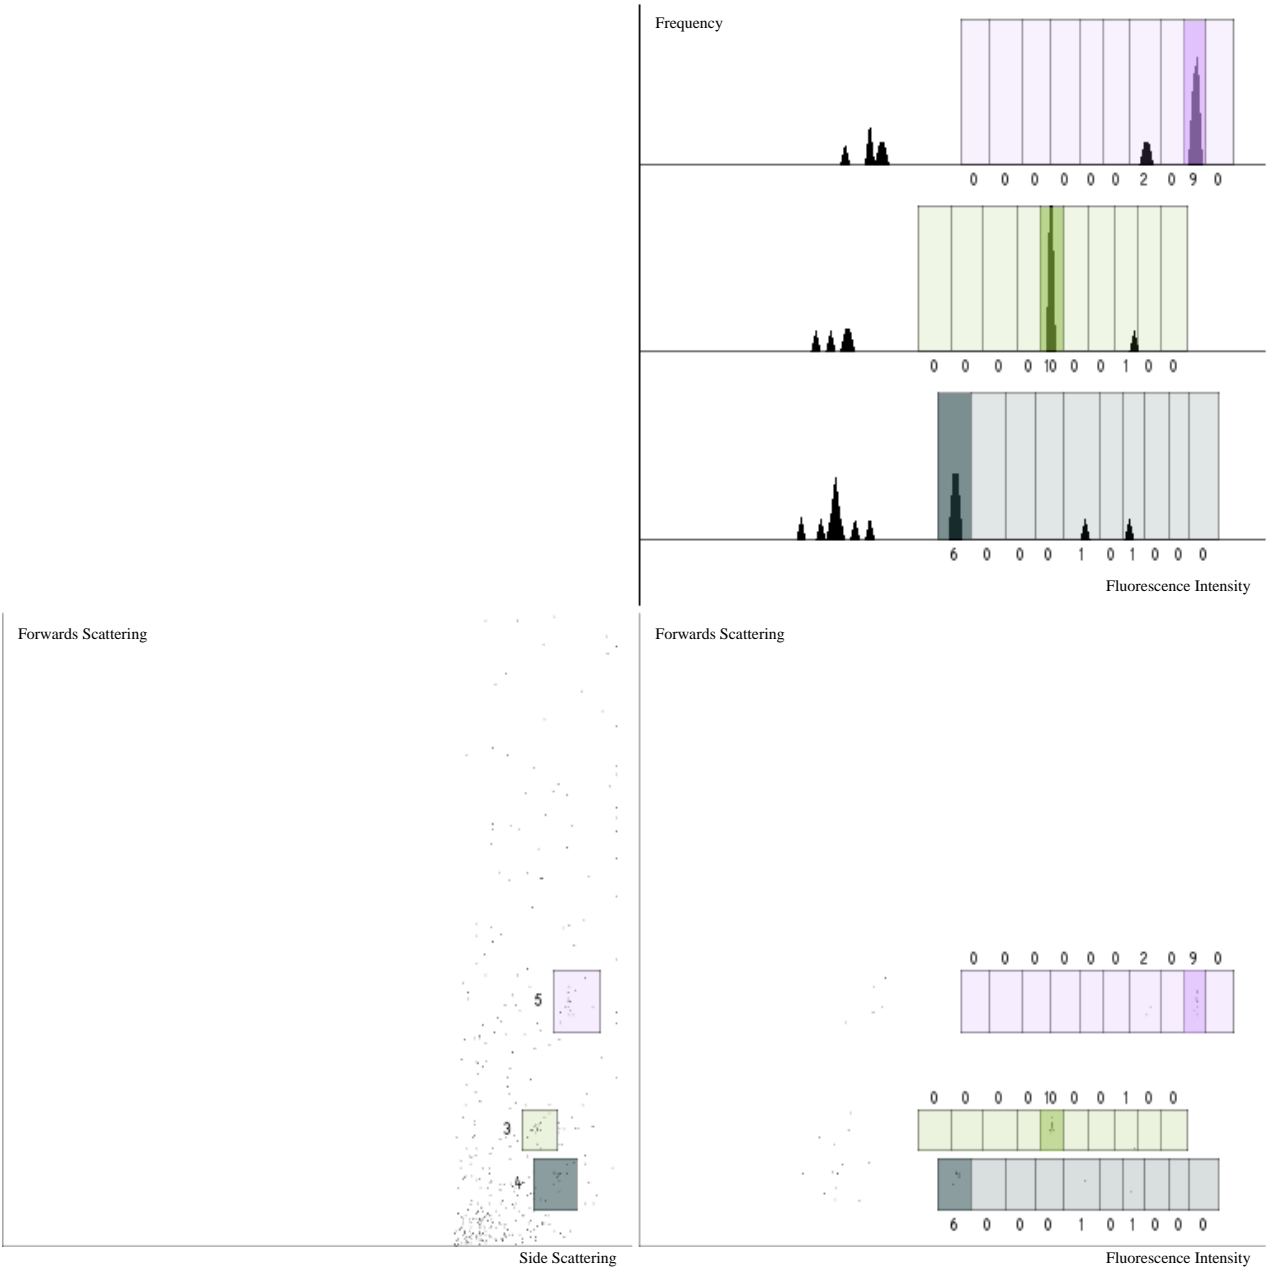 Frequency
0 0 0 0 0 0 2 0 9 0
0 0 0 0 10 0 0 1 0 0
6 0 0 0 1 0 1 0 0 0
Fluorescence Intensity
Forwards Scattering
5
3
4
Side Scattering
Forwards Scattering
0 0 0 0 0 0 2 0 9 0
0 0 0 0 10 0 0 1 0 0
6 0 0 0 1 0 1 0 0 0
Fluorescence Intensity